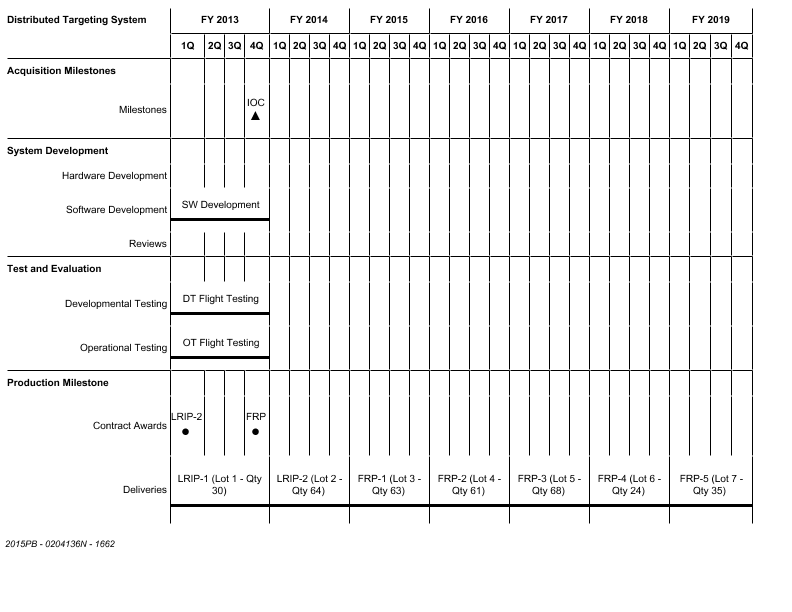 Distributed Targeting System FY 2013 FY 2014 FY 2015 FY 2016 FY 2017 FY 2018 FY 2019
1Q 2Q 3Q 4Q 1Q 2Q 3Q 4Q 1Q 2Q 3Q 4Q 1Q 2Q 3Q 4Q 1Q 2Q 3Q 4Q 1Q 2Q 3Q 4Q 1Q 2Q 3Q 4Q
Acquisition Milestones
IOC
Milestones
System Development
Hardware Development
SW Development
Software Development
Reviews
Test and Evaluation
DT Flight Testing
Developmental Testing
OT Flight Testing
Operational Testing
Production Milestone
LRIP-2 FRP
Contract Awards
LRIP-1 (Lot 1 - Qty LRIP-2 (Lot 2 - FRP-1 (Lot 3 - FRP-2 (Lot 4 - FRP-3 (Lot 5 - FRP-4 (Lot 6 - FRP-5 (Lot 7 -
Deliveries 30) Qty 64) Qty 63) Qty 61) Qty 68) Qty 24) Qty 35)
2015PB - 0204136N - 1662